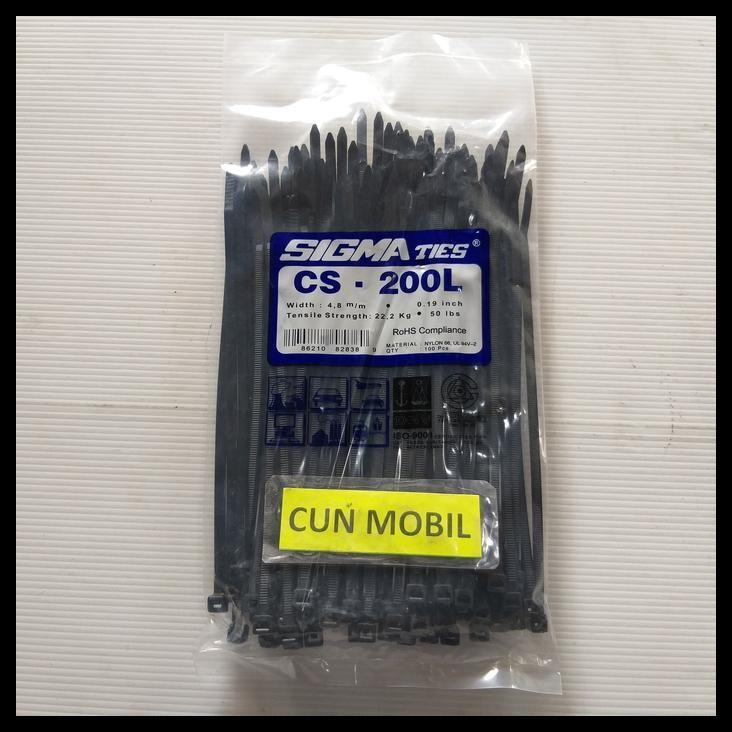 SIGMA TIES®
CS - 200L
Width : 4,8 m/m • 0.19 inch
Tensile Strength: 22,2 Kg • 50 lbs
RoHS Compliance
MATERIAL : NYLON 66, UL 94V-2
QTY : 100 Pcs
86210 82838 9
ISO-9001
CUN MOBIL